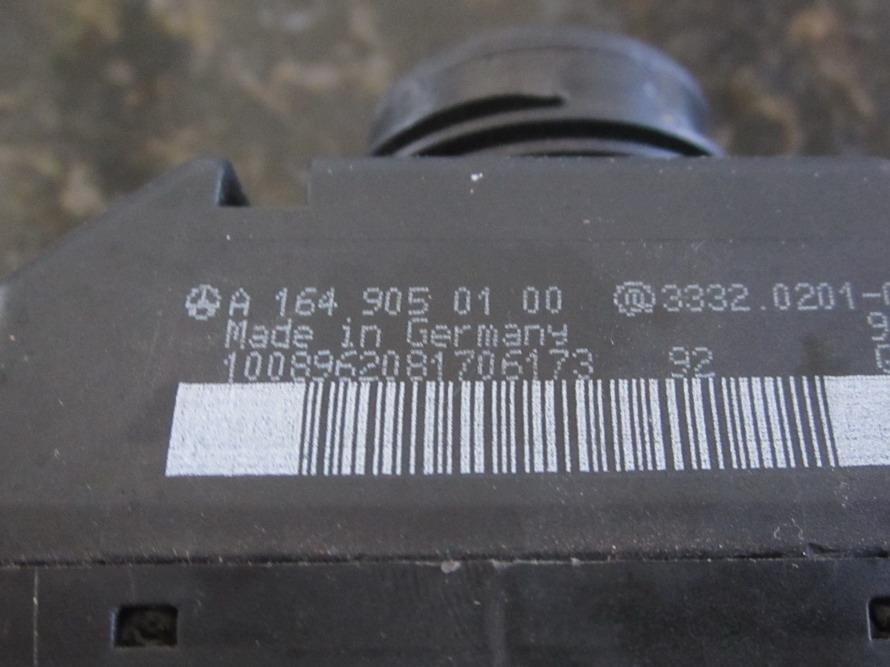 A 164 905 01 00 @3332.0201-
Made in Germany
1008962081706173 92